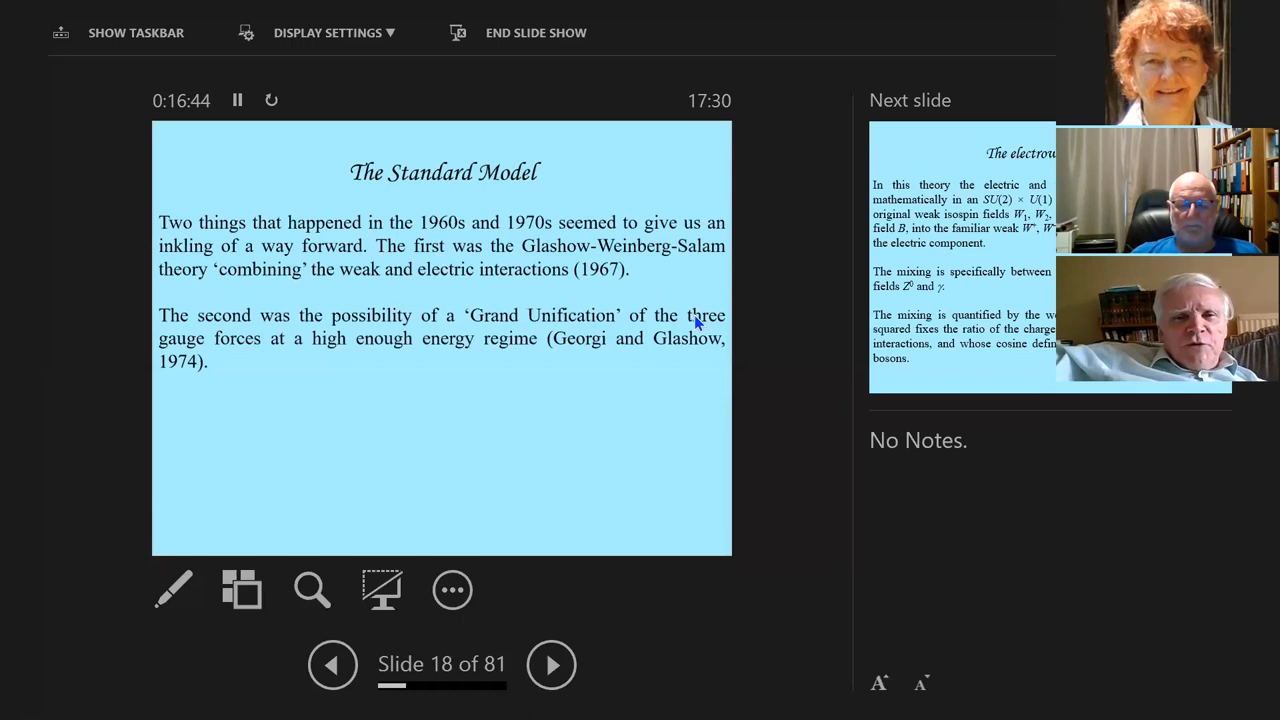 SHOW TASKBAR DISPLAY SETTINGS ▼ END SLIDE SHOW
0:16:44 17:30
The Standard Model
Two things that happened in the 1960s and 1970s seemed to give us an
inkling of a way forward. The first was the Glashow-Weinberg-Salam
theory ‘combining’ the weak and electric interactions (1967).
The second was the possibility of a ‘Grand Unification’ of the three
gauge forces at a high enough energy regime (Georgi and Glashow,
1974).
Slide 18 of 81
Next slide
The
In this theory the electric and
mathematically in an SU(2) × U(1)
original weak isospin fields W1, W2,
field B, into the familiar weak W+,
the electric component.
The mixing is specifically between
fields Z0 and γ.
The mixing is quantified by the
squared fixes the ratio of the charge
interactions, and whose cosine
bosons.
No Notes.
A A